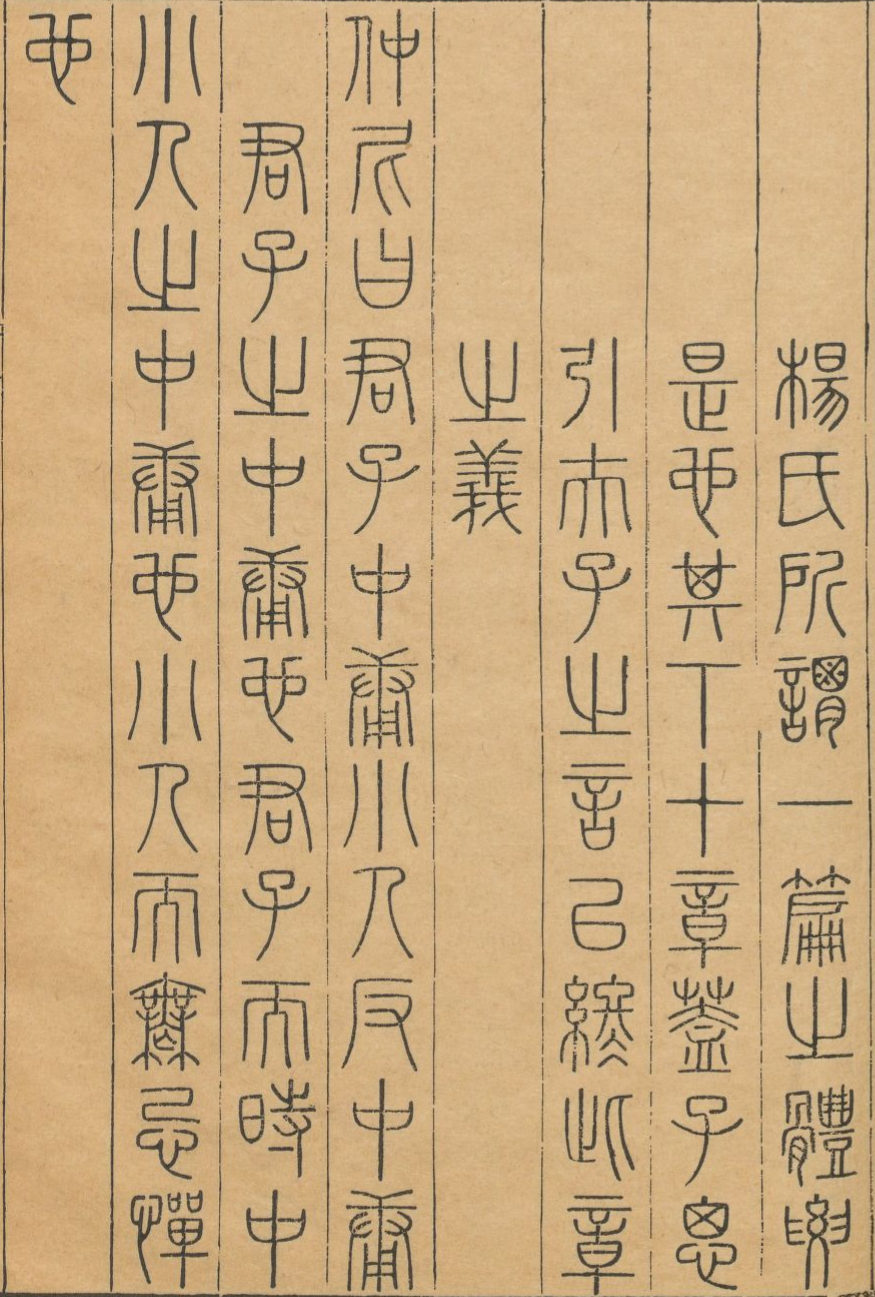 楊氏所謂一篇之體要
是也其下十章蓋子思
引夫子之言以終此章
之義
仲尼曰君子中庸小人反中庸
君子之中庸也君子而時中
小人之中庸也小人而無忌憚
也